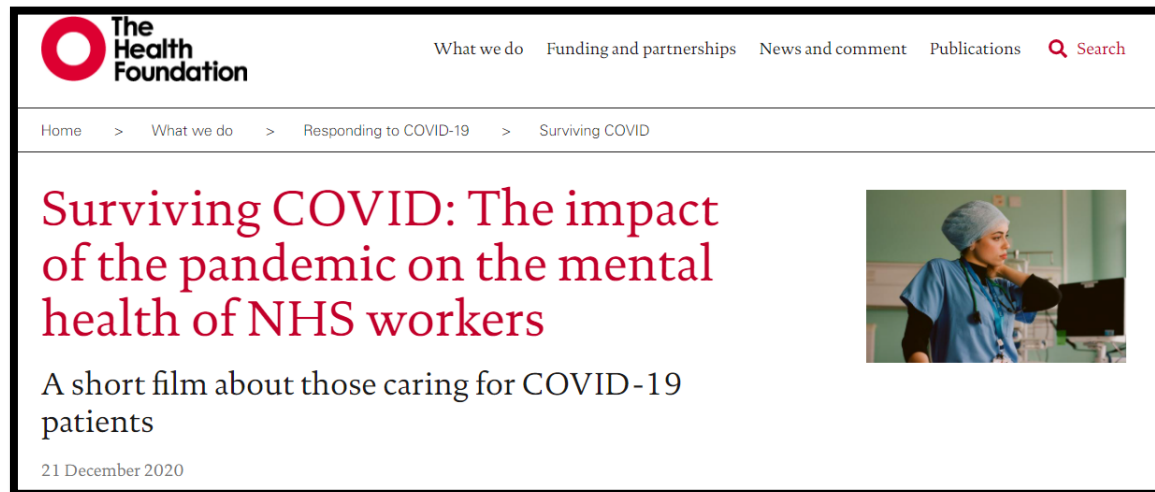 The
Health
Foundation
What we do Funding and partnerships News and comment Publications Search
Home > What we do > Responding to COVID-19 > Surviving COVID
Surviving COVID: The impact
of the pandemic on the mental
health of NHS workers
A short film about those caring for COVID-19
patients
21 December 2020